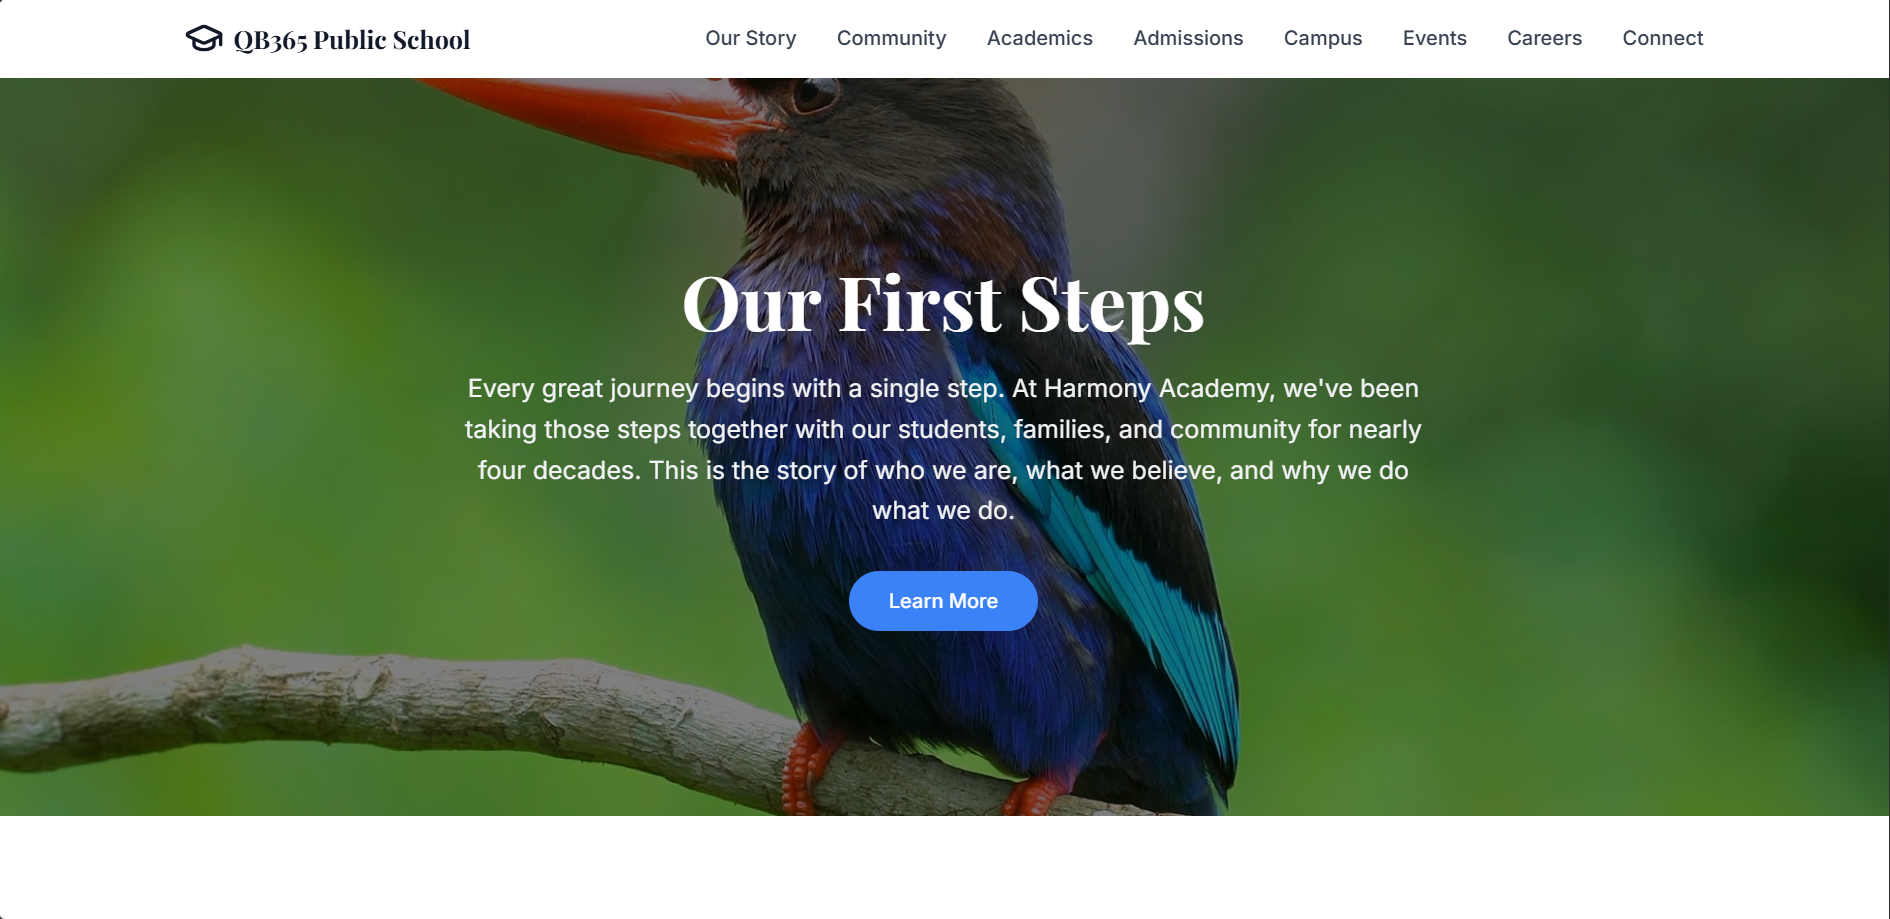 QB365 Public School
Our Story
Community
Academics
Admissions
Campus
Events
Careers
Connect
Our First Steps
Every great journey begins with a single step. At Harmony Academy, we've been
taking those steps together with our students, families, and community for nearly
four decades. This is the story of who we are, what we believe, and why we do
what we do.
Learn More